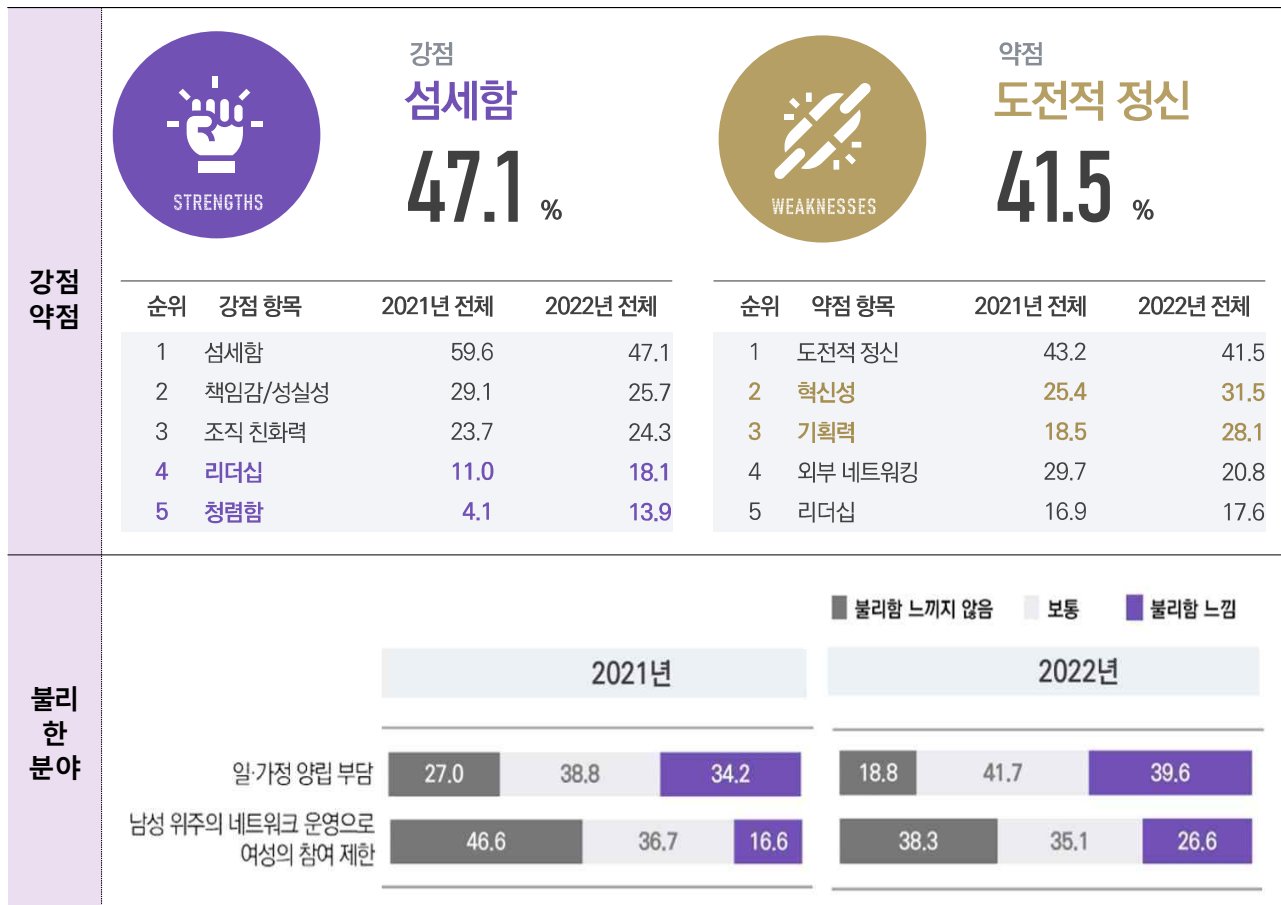 강점
약점
강점
섬세함
47.1 %
STRENGTHS
약점
도전적 정신
41.5 %
WEAKNESSES
순위 강점 항목 2021년 전체 2022년 전체
1 섬세함 59.6 47.1
2 책임감/성실성 29.1 25.7
3 조직 친화력 23.7 24.3
4 리더십 11.0 18.1
5 청렴함 4.1 13.9
순위 약점 항목 2021년 전체 2022년 전체
1 도전적 정신 43.2 41.5
2 혁신성 25.4 31.5
3 기획력 18.5 28.1
4 외부 네트워킹 29.7 20.8
5 리더십 16.9 17.6
불리
한
분야
불리함 느끼지 않음 보통 불리함 느낌
2021년 2022년
일·가정 양립 부담 27.0 38.8 34.2 18.8 41.7 39.6
남성 위주의 네트워크 운영으로
여성의 참여 제한 46.6 36.7 16.6 38.3 35.1 26.6